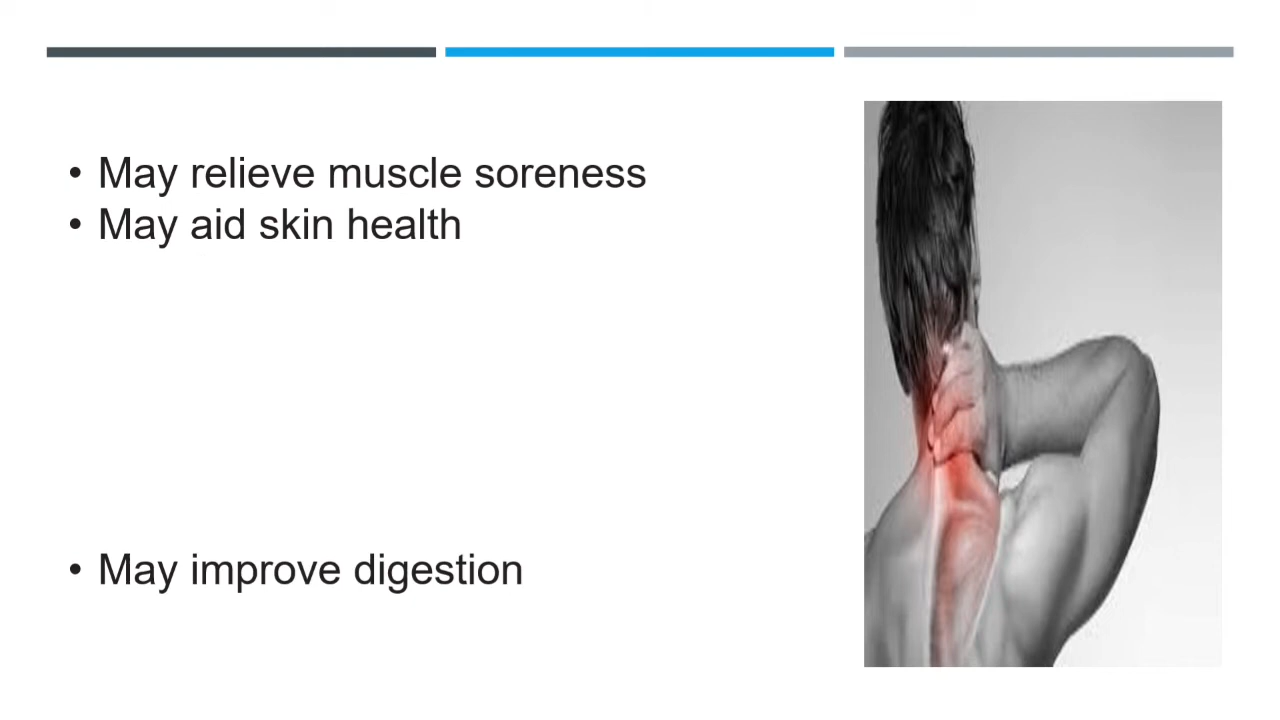 • May relieve muscle soreness
• May aid skin health
• May improve digestion